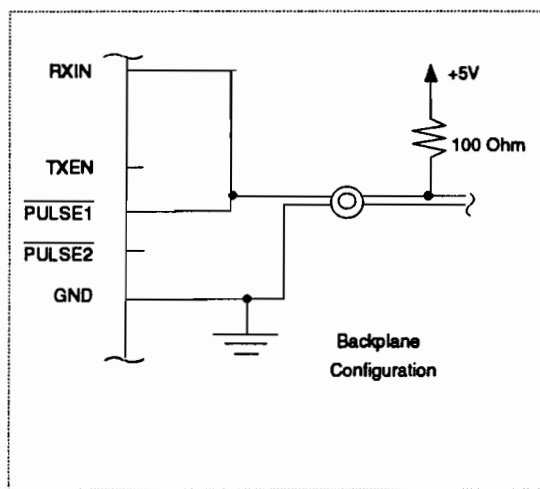 RXIN
+5V
100 Ohm
TXEN
PULSE1
PULSE2
GND
Backplane
Configuration